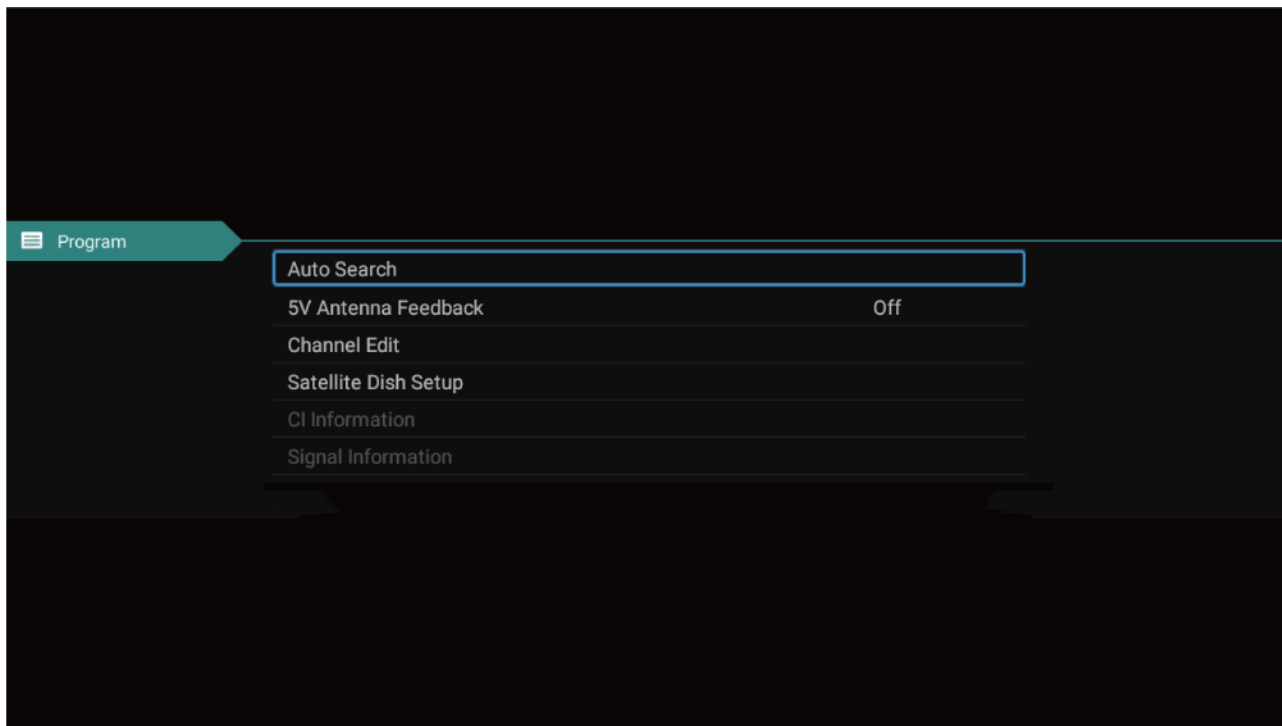 Program
Auto Search
5V Antenna Feedback Off
Channel Edit
Satellite Dish Setup
CI Information
Signal Information